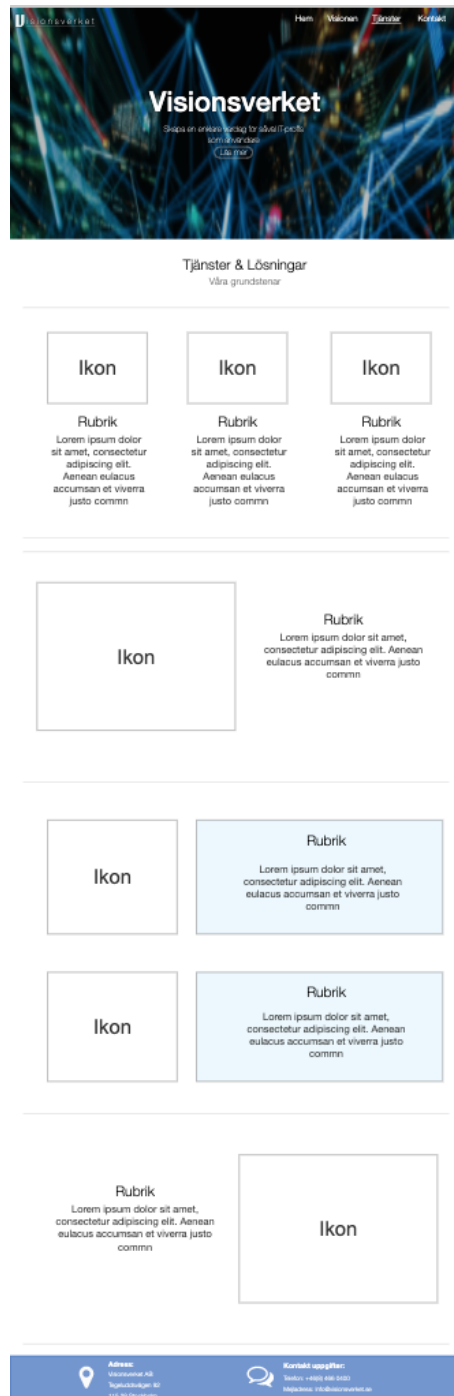 Visionsverket
Hem Visionen Tjänster Kontakt
Visionsverket
Skapa en enklare vardag för såväl IT-proffs
som användare
Läs mer
Tjänster & Lösningar
Våra grundstenar
Ikon Ikon Ikon
Rubrik Rubrik Rubrik
Lorem ipsum dolor Lorem ipsum dolor Lorem ipsum dolor
sit amet, consectetur sit amet, consectetur sit amet, consectetur
adipiscing elit. adipiscing elit. adipiscing elit.
Aenean eulacus Aenean eulacus Aenean eulacus
accumsan et viverra accumsan et viverra accumsan et viverra
justo commn justo commn justo commn
Ikon
Rubrik
Lorem ipsum dolor sit amet,
consectetur adipiscing elit. Aenean
eulacus accumsan et viverra justo
commn
Ikon
Rubrik
Lorem ipsum dolor sit amet,
consectetur adipiscing elit. Aenean
eulacus accumsan et viverra justo
commn
Ikon
Rubrik
Lorem ipsum dolor sit amet,
consectetur adipiscing elit. Aenean
eulacus accumsan et viverra justo
commn
Rubrik
Lorem ipsum dolor sit amet,
consectetur adipiscing elit. Aenean
eulacus accumsan et viverra justo
commn
Ikon
Adress:
Visionsverket AB
Kontakt uppgifter:
Telefon:
Mejladress: info@visionsverket.se